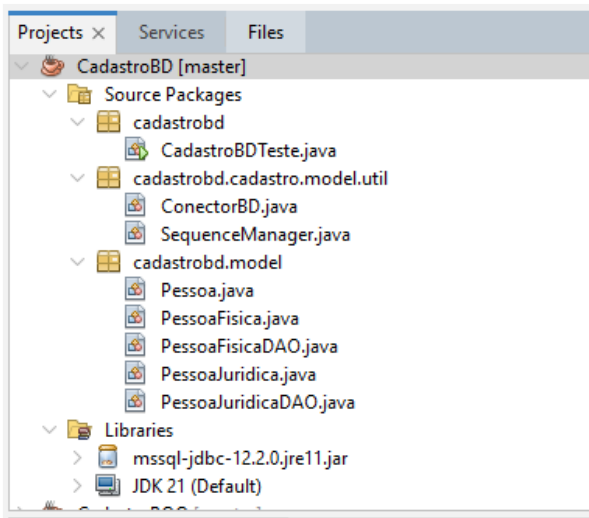 Projects × Services Files
CadastroBD [master]
Source Packages
cadastrobd
CadastroBDTeste.java
cadastrobd.cadastro.model.util
ConectorBD.java
SequenceManager.java
cadastrobd.model
Pessoa.java
PessoaFisica.java
PessoaFisicaDAO.java
PessoaJuridica.java
PessoaJuridicaDAO.java
Libraries
mssql-jdbc-12.2.0.jre11.jar
JDK 21 (Default)